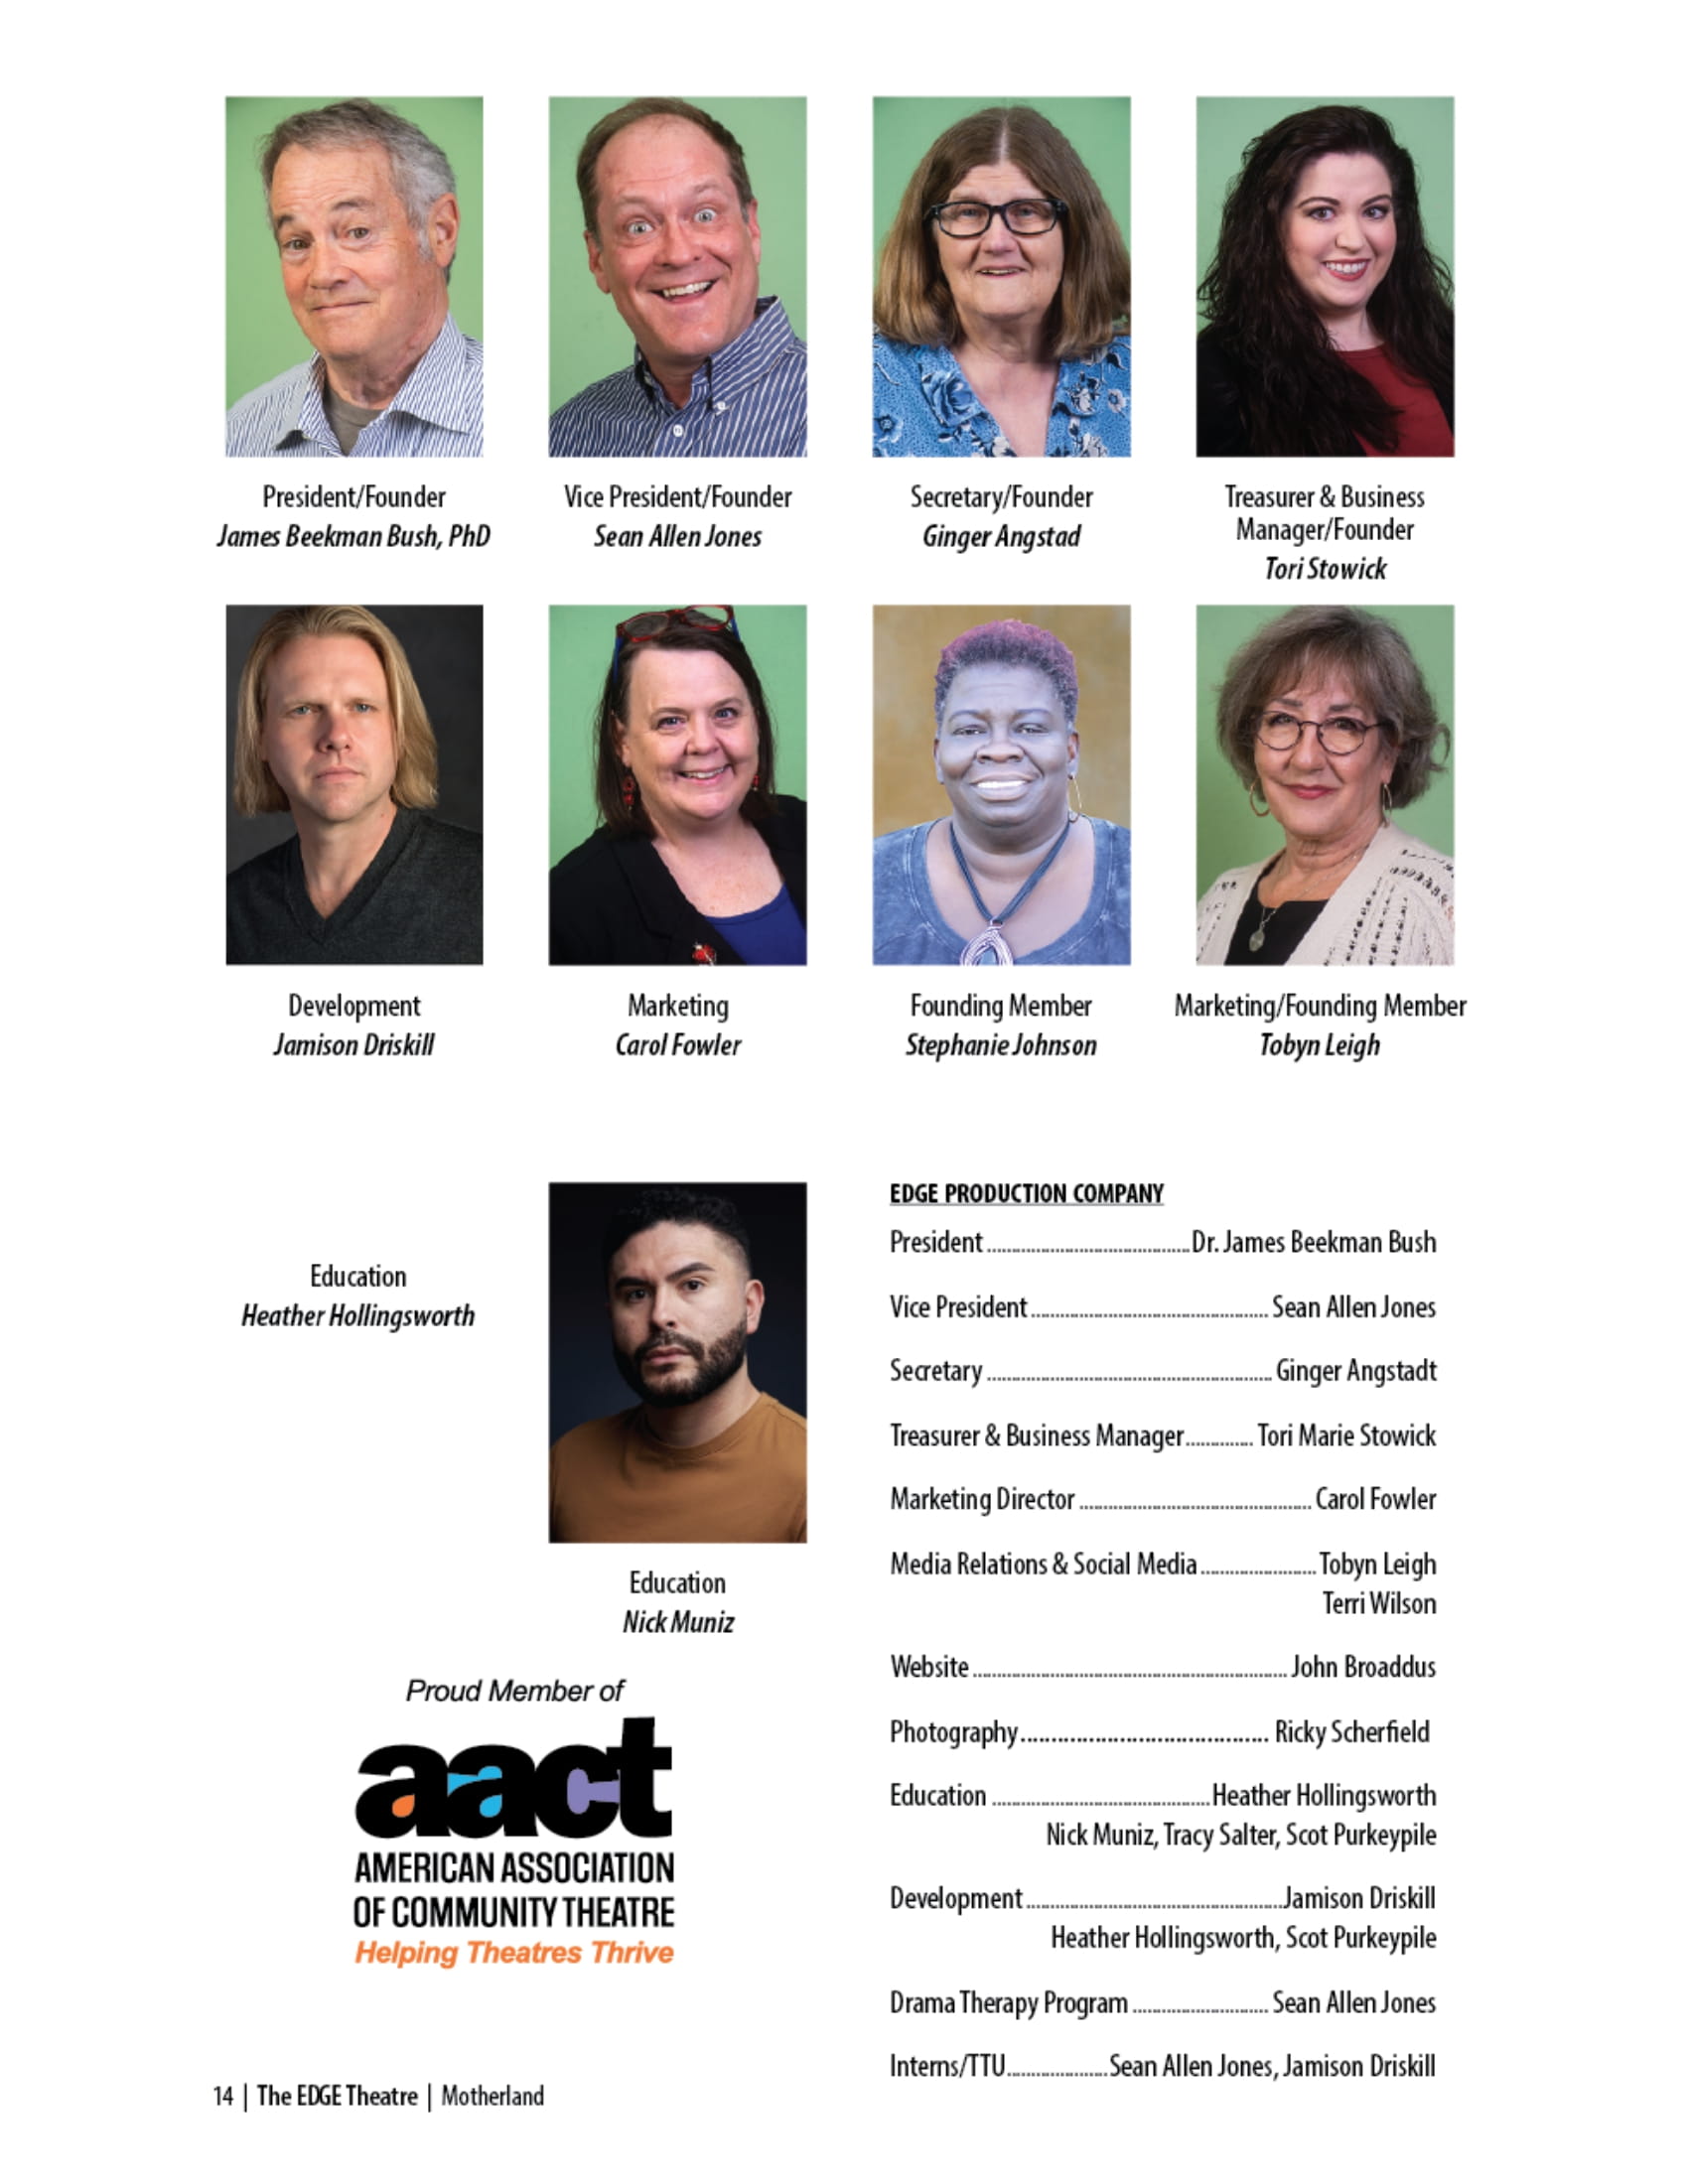 President/Founder
James Beekman Bush, PhD
Vice President/Founder
Sean Allen Jones
Secretary/Founder
Ginger Angstad
Treasurer & Business
Manager/Founder
Tori Stowick
Development
Jamison Driskill
Marketing
Carol Fowler
Founding Member
Stephanie Johnson
Marketing/Founding Member
Tobyn Leigh
Education
Heather Hollingsworth
Education
Nick Muniz
Proud Member of
aact
AMERICAN ASSOCIATION
OF COMMUNITY THEATRE
Helping Theatres Thrive
EDGE PRODUCTION COMPANY
President........................................Dr. James Beekman Bush
Vice President............................................... Sean Allen Jones
Secretary........................................................ Ginger Angstadt
Treasurer & Business Manager............. Tori Marie Stowick
Marketing Director.............................................. Carol Fowler
Media Relations & Social Media.......................Tobyn Leigh
Terri Wilson
Website.............................................................. John Broaddus
Photography........................................ Ricky Scherfield
Education...........................................Heather Hollingsworth
Nick Muniz, Tracy Salter, Scot Purkeypile
Development...................................................Jamison Driskill
Heather Hollingsworth, Scot Purkeypile
Drama Therapy Program........................... Sean Allen Jones
Interns/TTU....................Sean Allen Jones, Jamison Driskill
14 | The EDGE Theatre | Motherland